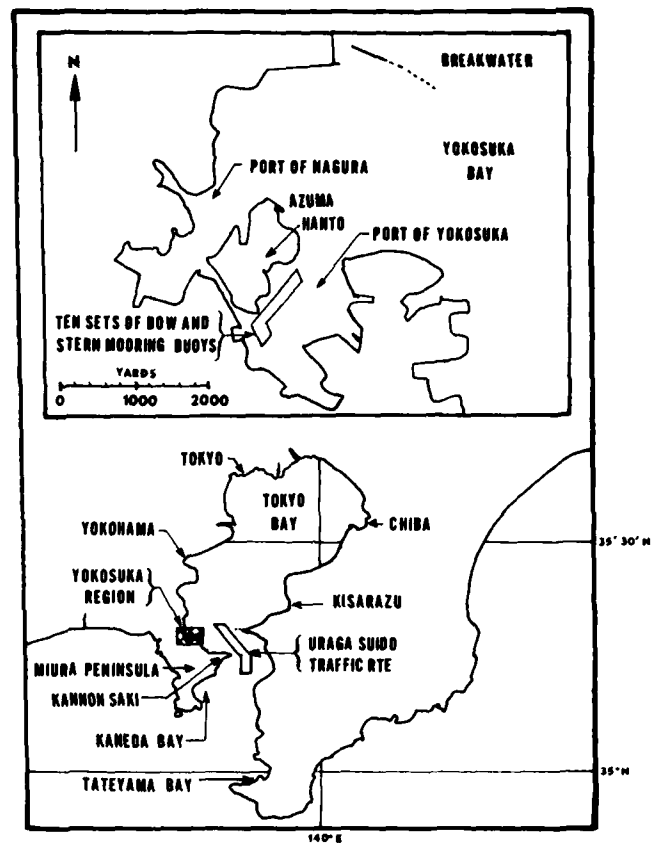 N
BREAKWATER
YOKOSUKA
BAY
PORT OF NAGURA
AZUMA
HANTO
PORT OF YOKOSUKA
TEN SETS OF BOW AND
STERN MOORING BUOYS
YARDS
0 1000 2000
TOKYO
TOKYO
BAY
CHIBA
YOKOHAMA
35°30'N
YOKOSUKA
REGION
KISARAZU
URAGA SUIDO
TRAFFIC RTE
MIURA PENINSULA
KANNON SAKI
KANEDA BAY
TATEYAMA BAY
35°N
140°E